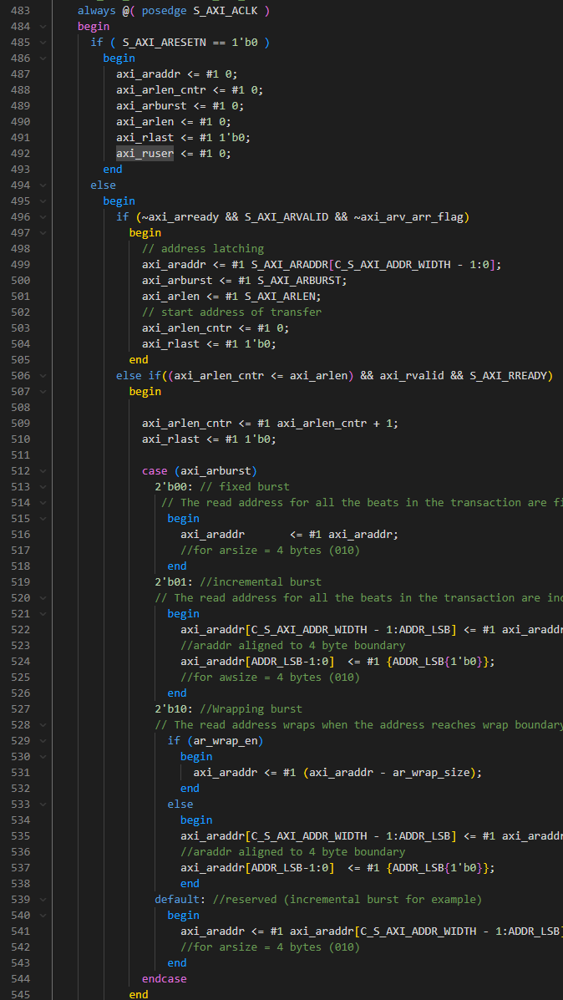 483 always @( posedge S_AXI_ACLK )
484 begin
485 if ( S_AXI_ARESETN == 1'b0 )
486 begin
487 axi_araddr <= #1 0;
488 axi_arlen_cntr <= #1 0;
489 axi_arburst <= #1 0;
490 axi_arlen <= #1 0;
491 axi_rlast <= #1 1'b0;
492 axi_ruser <= #1 0;
493 end
494 else
495 begin
496 if (~axi_arready && S_AXI_ARVALID && ~axi_arv_arr_flag)
497 begin
498 // address latching
499 axi_araddr <= #1 S_AXI_ARADDR[C_S_AXI_ADDR_WIDTH - 1:0];
500 axi_arburst <= #1 S_AXI_ARBURST;
501 axi_arlen <= #1 S_AXI_ARLEN;
502 // start address of transfer
503 axi_arlen_cntr <= #1 0;
504 axi_rlast <= #1 1'b0;
505 end
506 else if((axi_arlen_cntr <= axi_arlen) && axi_rvalid && S_AXI_RREADY)
507 begin
508
509 axi_arlen_cntr <= #1 axi_arlen_cntr + 1;
510 axi_rlast <= #1 1'b0;
511
512 case (axi_arburst)
513 2'b00: // fixed burst
514 // The read address for all the beats in the transaction are fi
515 begin
516 axi_araddr       <= #1 axi_araddr;
517 //for arsize = 4 bytes (010)
518 end
519 2'b01: //incremental burst
520 // The read address for all the beats in the transaction are inc
521 begin
522 axi_araddr[C_S_AXI_ADDR_WIDTH - 1:ADDR_LSB] <= #1 axi_araddr
523 //araddr aligned to 4 byte boundary
524 axi_araddr[ADDR_LSB-1:0]  <= #1 {ADDR_LSB{1'b0}};
525 //for awsize = 4 bytes (010)
526 end
527 2'b10: //Wrapping burst
528 // The read address wraps when the address reaches wrap boundary
529 if (ar_wrap_en)
530 begin
531 axi_araddr <= #1 (axi_araddr - ar_wrap_size);
532 end
533 else
534 begin
535 axi_araddr[C_S_AXI_ADDR_WIDTH - 1:ADDR_LSB] <= #1 axi_araddr
536 //araddr aligned to 4 byte boundary
537 axi_araddr[ADDR_LSB-1:0]  <= #1 {ADDR_LSB{1'b0}};
538 end
539 default: //reserved (incremental burst for example)
540 begin
541 axi_araddr <= #1 axi_araddr[C_S_AXI_ADDR_WIDTH - 1:ADDR_LSB]
542 //for arsize = 4 bytes (010)
543 end
544 endcase
545 end